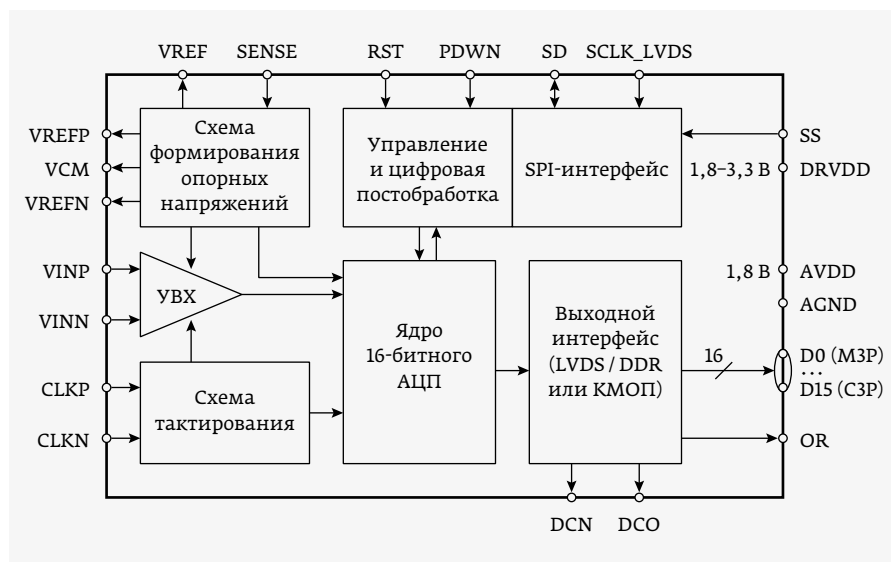 VREF SENSE RST PDWN SD SCLK_LVDS
VREFP
VCM
VREFN
Схема
формирования
опорных
напряжений
Управление
и цифровая
постобработка
SPI-интерфейс
SS
1,8–3,3 В DRVDD
VINP
VINN
УВХ
Ядро
16-битного
АЦП
Выходной
интерфейс
(LVDS / DDR
или КМОП)
1,8 В AVDD
AGND
16
D0 (МЗР)
...
D15 (СЗР)
OR
CLKP
CLKN
Схема
тактирования
DCN DCO